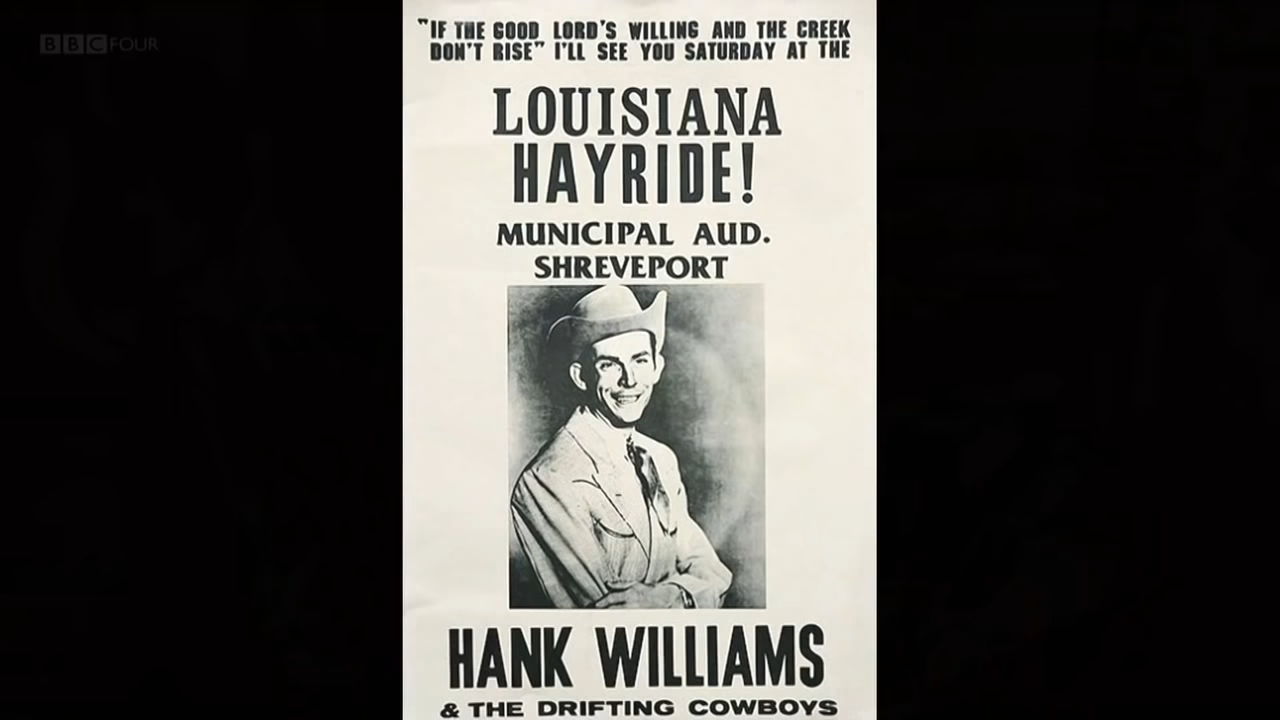 BBC FOUR
"IF THE GOOD LORD'S WILLING AND THE CREEK
DON'T RISE" I'LL SEE YOU SATURDAY AT THE
LOUISIANA
HAYRIDE!
MUNICIPAL AUD.
SHREVEPORT
HANK WILLIAMS
& THE DRIFTING COWBOYS